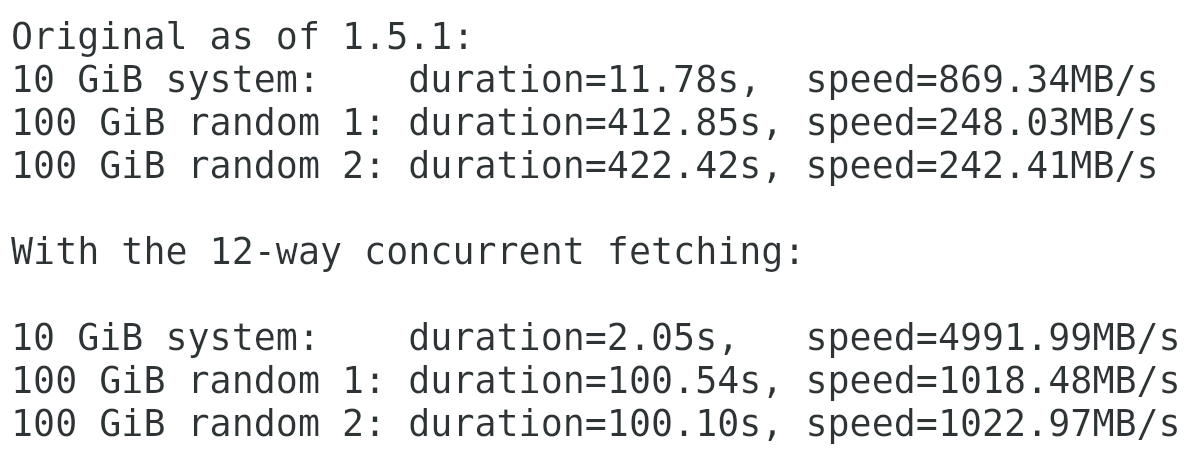 Original as of 1.5.1:
10 GiB system:    duration=11.78s,  speed=869.34MB/s
100 GiB random 1: duration=412.85s, speed=248.03MB/s
100 GiB random 2: duration=422.42s, speed=242.41MB/s

With the 12-way concurrent fetching:

10 GiB system:    duration=2.05s,   speed=4991.99MB/s
100 GiB random 1: duration=100.54s, speed=1018.48MB/s
100 GiB random 2: duration=100.10s, speed=1022.97MB/s